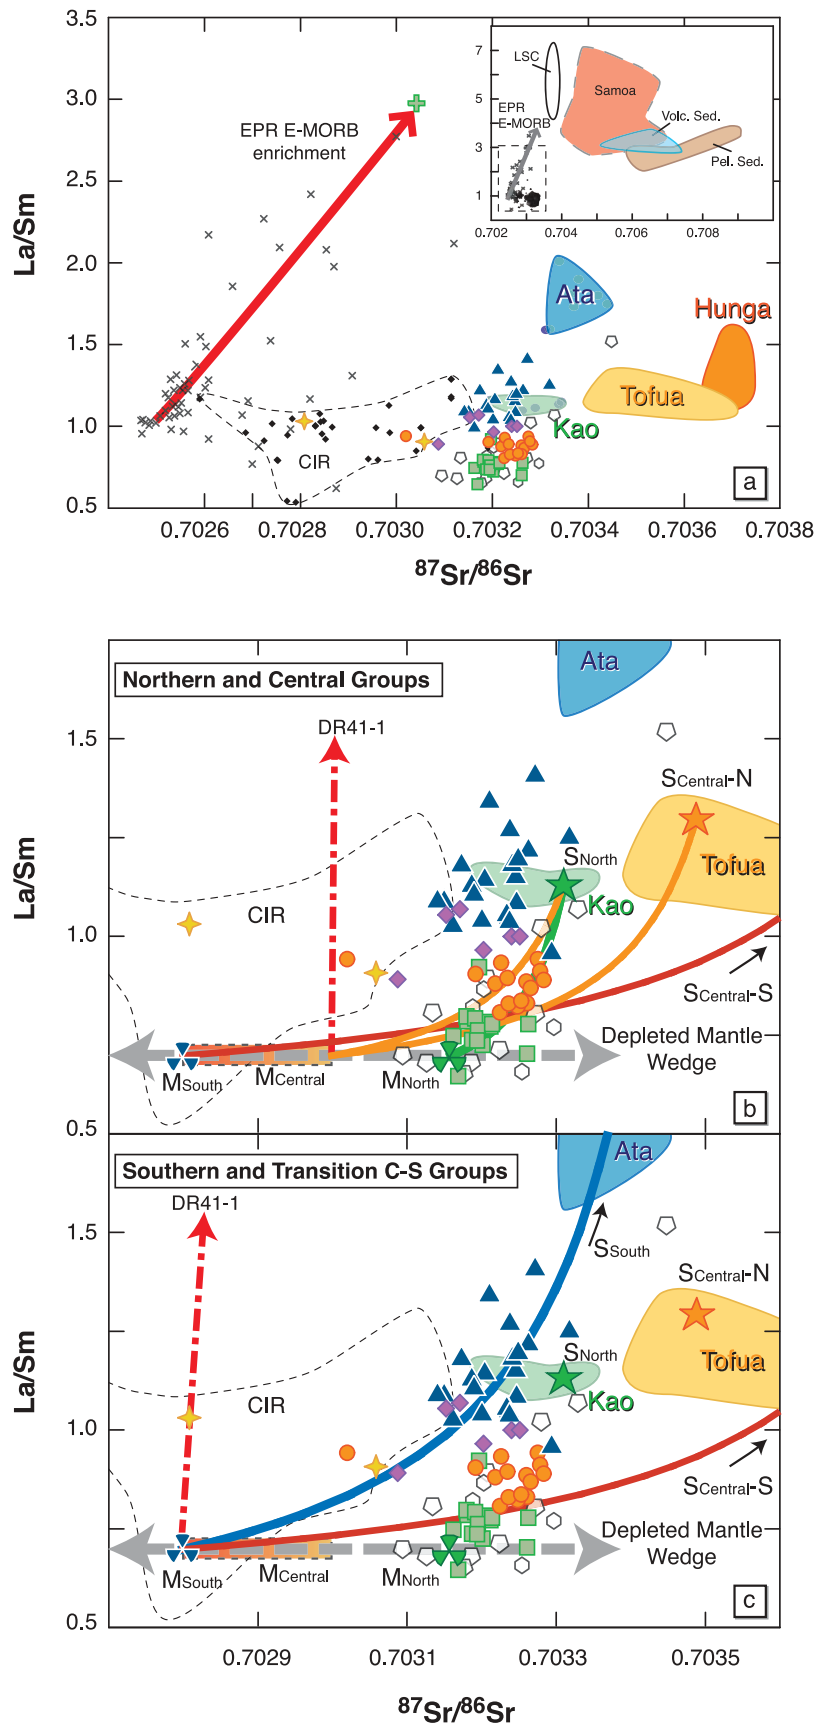 3.5
3.0
2.5
2.0
1.5
1.0
0.5
La/Sm
EPR E-MORB
enrichment
7
5
3
1
LSC
EPR
E-MORB
Samoa
Volc. Sed.
Pel. Sed.
0.702
0.704
0.706
0.708
Ata
Hunga
Tofua
Kao
CIR
a
0.7026
0.7028
0.7030
0.7032
0.7034
0.7036
0.7038
87Sr/86Sr
Northern and Central Groups
Ata
DR41-1
1.5
1.0
0.5
La/Sm
SCentral-N
SNorth
Tofua
Kao
CIR
SCentral-S
Depleted Mantle
Wedge
MSouth
MCentral
MNorth
b
Southern and Transition C-S Groups
Ata
DR41-1
SSouth
1.5
1.0
0.5
La/Sm
SCentral-N
SNorth
Tofua
Kao
CIR
SCentral-S
Depleted Mantle
Wedge
MSouth
MCentral
MNorth
c
0.7029
0.7031
0.7033
0.7035
87Sr/86Sr